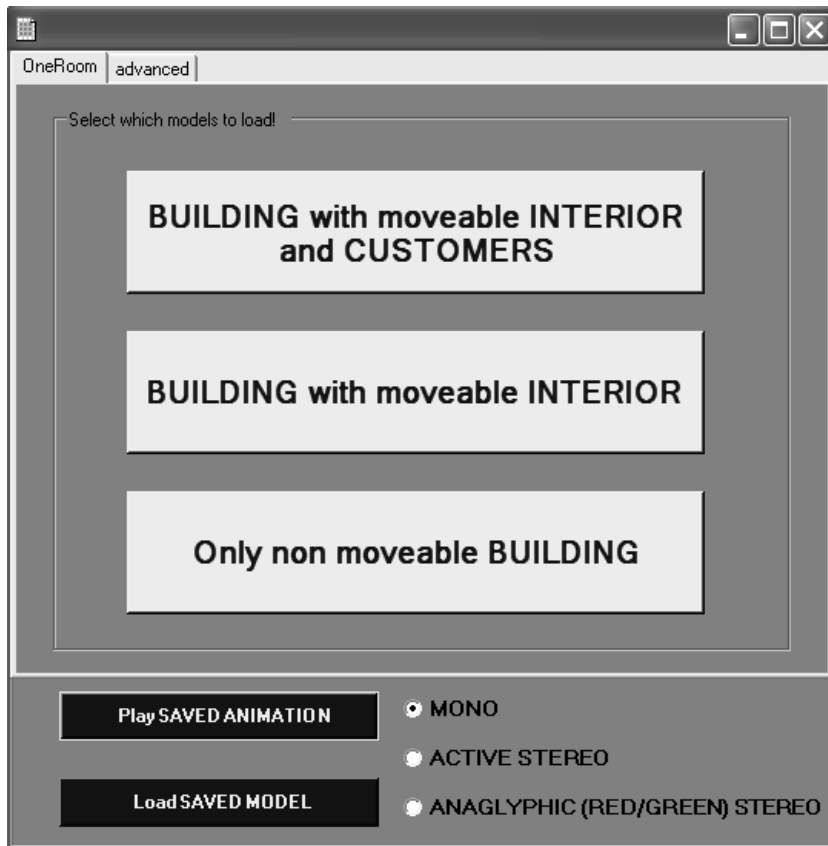 OneRoom
advanced
Select which models to load!
BUILDING with moveable INTERIOR
and CUSTOMERS
BUILDING with moveable INTERIOR
Only non moveable BUILDING
Play SAVED ANIMATION
MONO
ACTIVE STEREO
Load SAVED MODEL
ANAGLYPHIC (RED/GREEN) STEREO